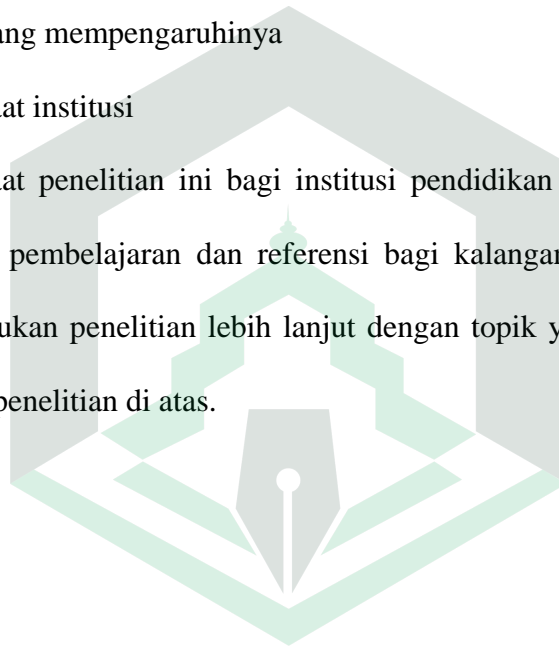 ang mempengaruhinya
at institusi
at penelitian ini bagi institusi pendidikan
pembelajaran dan referensi bagi kalangan
ukan penelitian lebih lanjut dengan topik y
penelitian di atas.